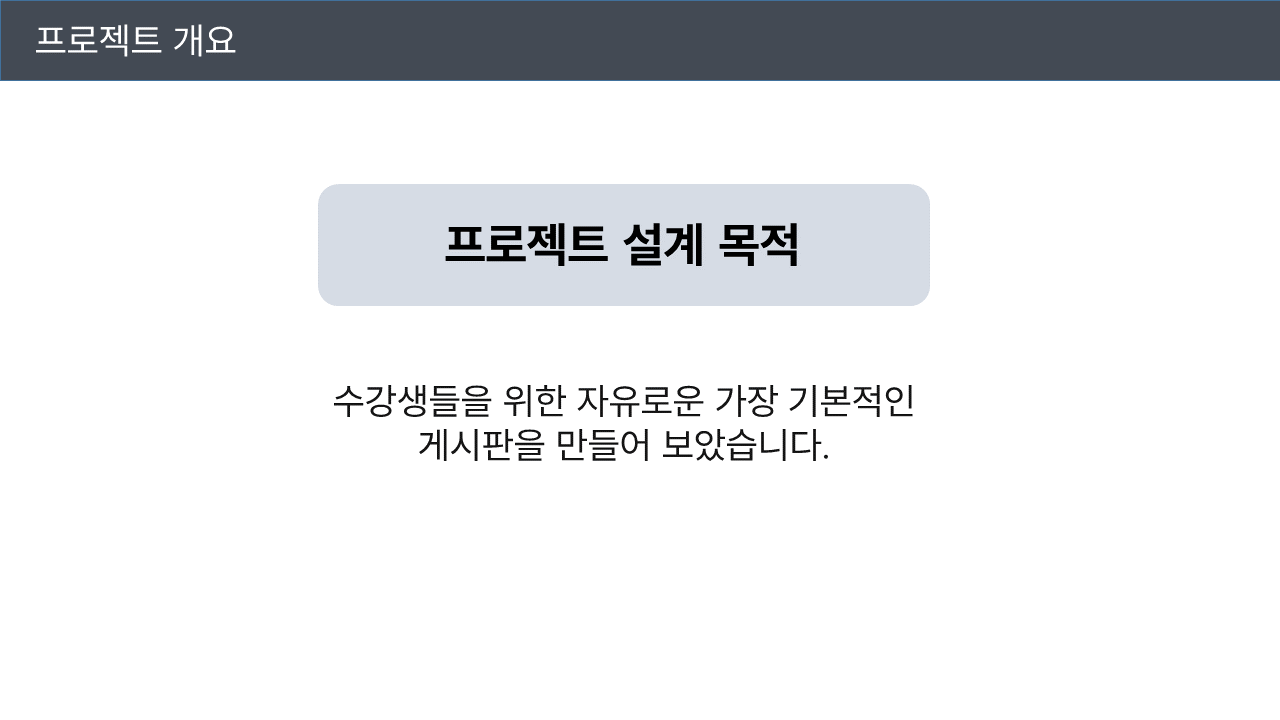 프로젝트 개요
프로젝트 설계 목적
수강생들을 위한 자유로운 가장 기본적인
게시판을 만들어 보았습니다.